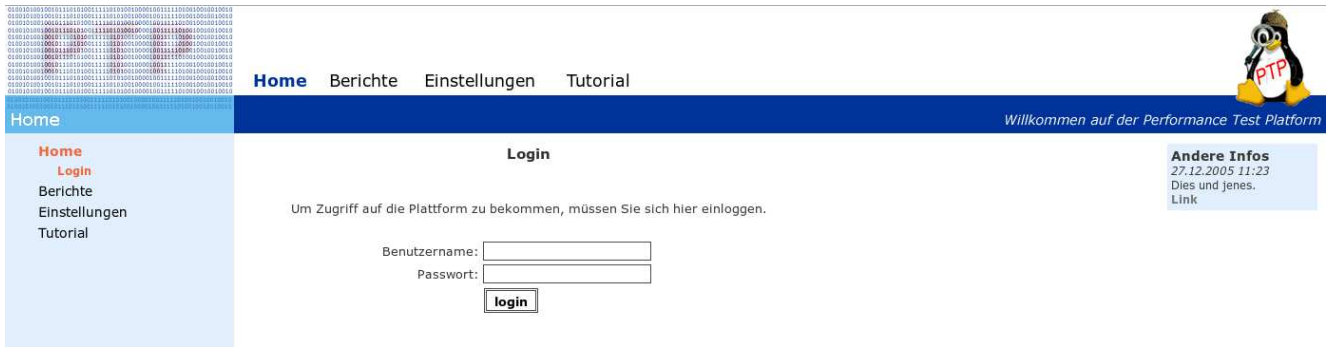 PTP
Home Berichte Einstellungen Tutorial
PTP
Home
Willkommen auf der Performance Test Platform
Home
Login
Berichte
Einstellungen
Tutorial
Login
Um Zugriff auf die Plattform zu bekommen, müssen Sie sich hier einloggen.
Benutzername:
Passwort:
login
Andere Infos
27.12.2005 11:23
Dies und jenes.
Link